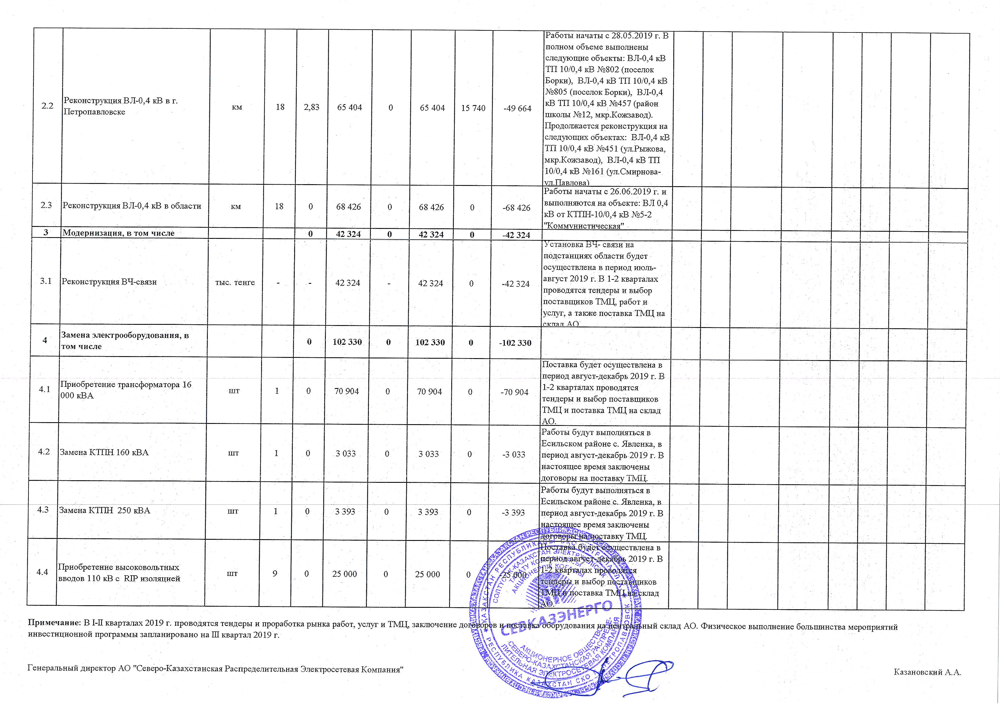 2.2
Реконструкция ВЛ-0,4 кВ в г.
Петропавловске
км
18
2,83
65 404
0
65 404
15 740
-49 664
Работы начаты с 28.05.2019 г. В
полном объеме выполнены
следующие объекты: ВЛ-0,4 кВ
ТП 10/0,4 кВ №802 (поселок
Борки),  ВЛ-0,4 кВ ТП 10/0,4 кВ
№805 (поселок Борки),  ВЛ-0,4
кВ ТП 10/0,4 кВ №457 (район
школы №12, мкр.Кожзавод).
Продолжается реконструкция на
следующих объектах:  ВЛ-0,4 кВ
ТП 10/0,4 кВ №451 (ул.Рыжова,
мкр.Кожзавод),  ВЛ-0,4 кВ ТП
10/0,4 кВ №161 (ул.Смирнова-
ул.Павлова)
2.3
Реконструкция ВЛ-0,4 кВ в области
км
18
0
68 426
0
68 426
0
-68 426
Работы начаты с 26.06.2019 г. и
выполняются на объекте: ВЛ 0,4
кВ от КТПН-10/0,4 кВ №5-2
"Коммунистическая"
3
Модернизация, в том числе
0
42 324
0
42 324
0
-42 324
3.1
Реконструкция ВЧ-связи
тыс. тенге
-
-
42 324
-
42 324
0
-42 324
Установка ВЧ- связи на
подстанциях области будет
осуществлена в период июль-
август 2019 г. В 1-2 кварталах
проводятся тендеры и выбор
поставщиков ТМЦ, работ и
услуг, а также поставка ТМЦ на
склад АО
4
Замена электрооборудования, в
том числе
0
102 330
0
102 330
0
-102 330
4.1
Приобретение трансформатора 16
000 кВА
шт
1
0
70 904
0
70 904
0
-70 904
Поставка будет осуществлена в
период август-декабрь 2019 г. В
1-2 кварталах проводятся
тендеры и выбор поставщиков
ТМЦ и поставка ТМЦ на склад
АО.
4.2
Замена КТПН 160 кВА
шт
1
0
3 033
0
3 033
0
-3 033
Работы будут выполняться в
Есильском районе с. Явленка, в
период август-декабрь 2019 г. В
настоящее время заключены
договоры на поставку ТМЦ.
4.3
Замена КТПН  250 кВА
шт
1
0
3 393
0
3 393
0
-3 393
Работы будут выполняться в
Есильском районе с. Явленка, в
период август-декабрь 2019 г. В
настоящее время заключены
договоры на поставку ТМЦ.
4.4
Приобретение высоковольтных
вводов 110 кВ с  RIP изоляцией
шт
9
0
25 000
0
25 000
0
-25 000
Поставка будет осуществлена в
период август-декабрь 2019 г. В
1-2 кварталах проводятся
тендеры и выбор поставщиков
ТМЦ и поставка ТМЦ на склад
АО.
Примечание: В I-II кварталах 2019 г. проводятся тендеры и проработка рынка работ, услуг и ТМЦ, заключение договоров и поставка оборудования на центральный склад АО. Физическое выполнение большинства мероприятий
инвестиционной программы запланировано на III квартал 2019 г.
СЕВКАЗЭНЕРГО
АКЦИОНЕРНОЕ ОБЩЕСТВО
СЕВЕРО-КАЗАХСТАНСКАЯ РАСПРЕДЕ-
ЛИТЕЛЬНАЯ ЭЛЕКТРОСЕТЕВАЯ КОМПАНИЯ
Генеральный директор АО "Северо-Казахстанская Распределительная Электросетевая Компания"
Казановский А.А.